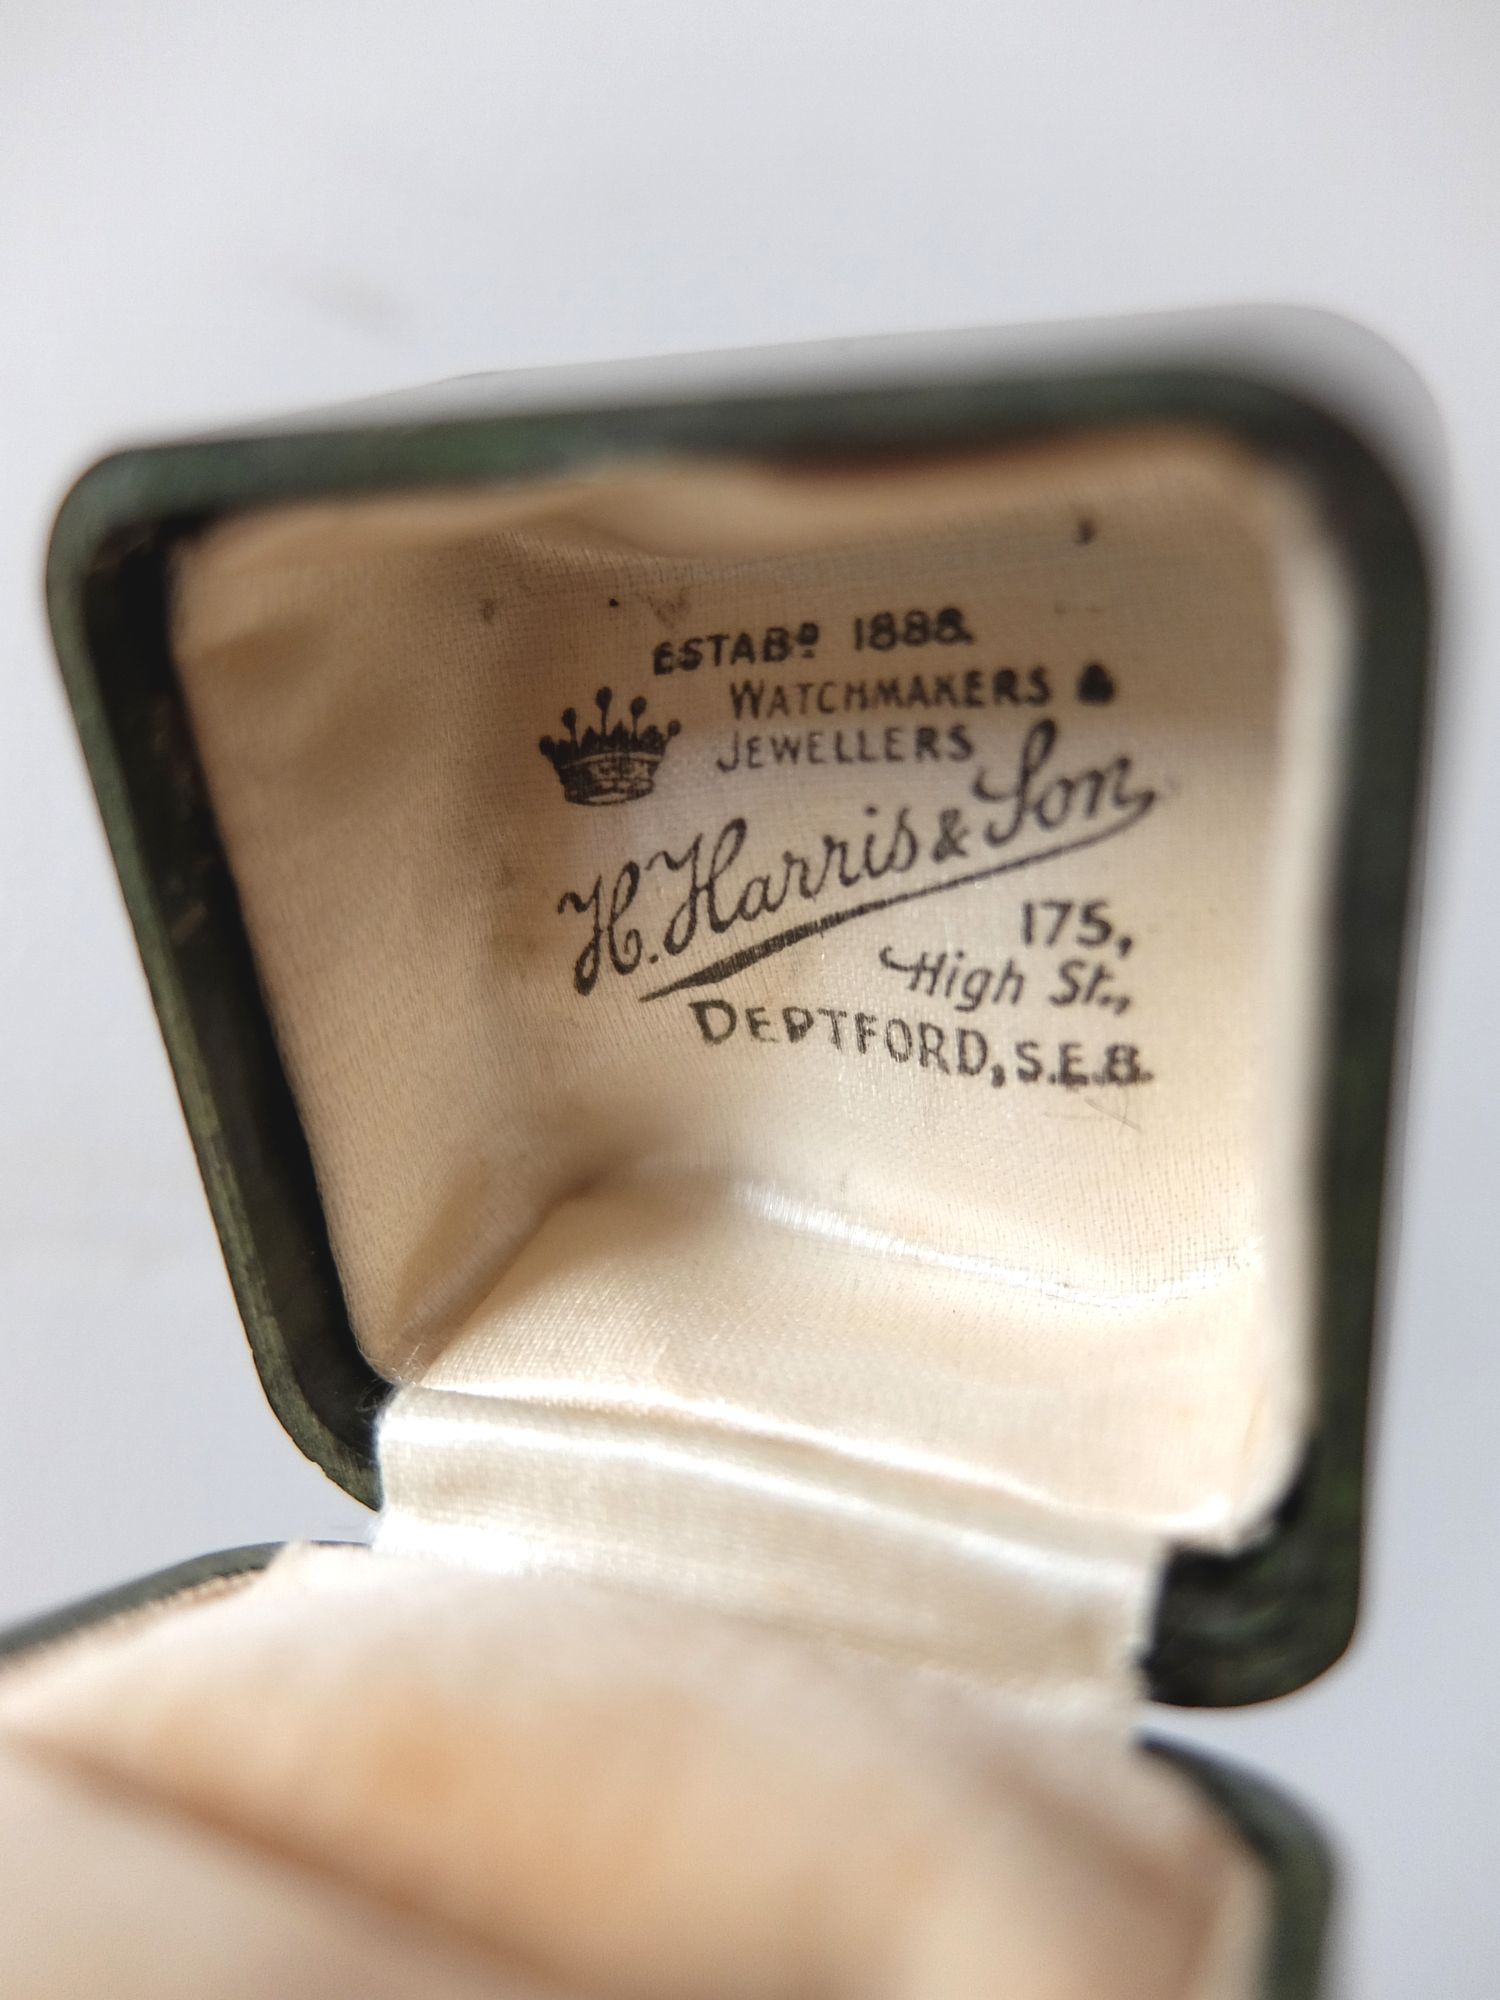 ESTABD 1888.
WATCHMAKERS &
JEWELLERS
H. Harris & Son,
175,
High St.,
DEPTFORD, S.E.8.